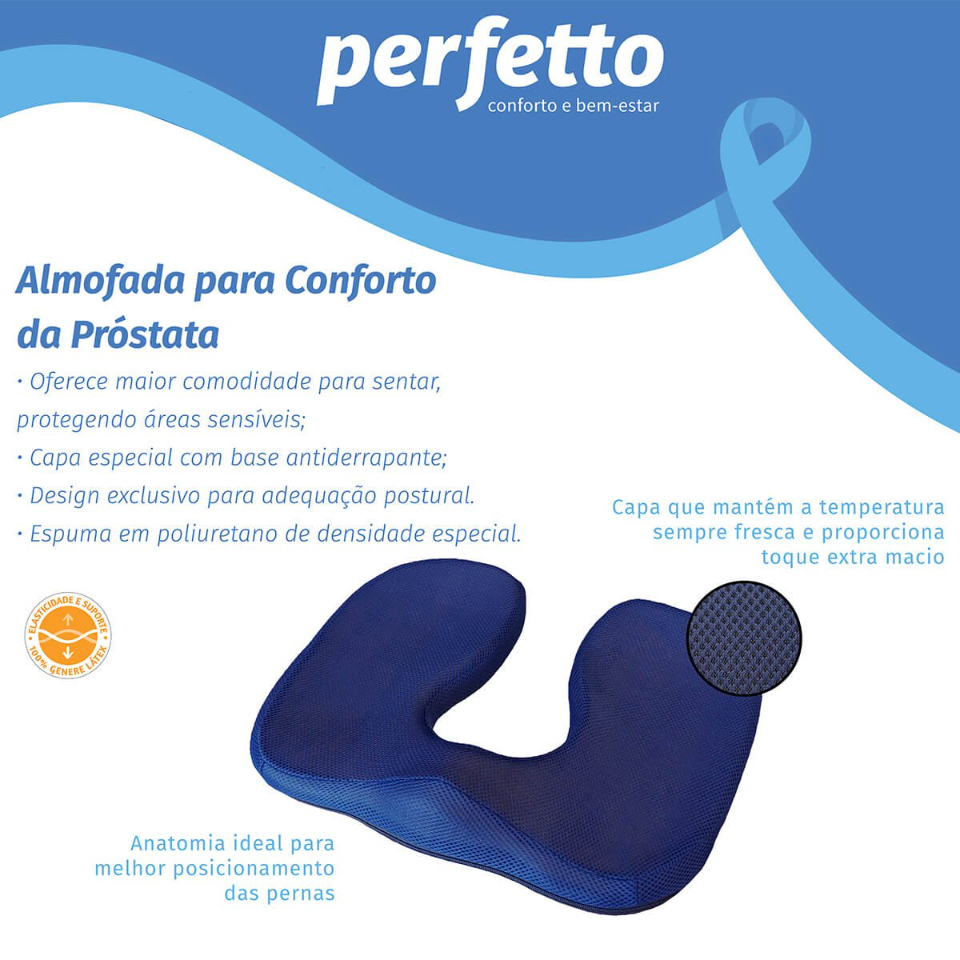 perfetto
conforto e bem-estar
Almofada para Conforto
da Próstata
• Oferece maior comodidade para sentar,
protegendo áreas sensíveis;
• Capa especial com base antiderrapante;
• Design exclusivo para adequação postural.
• Espuma em poliuretano de densidade especial.
Capa que mantém a temperatura
sempre fresca e proporciona
toque extra macio
• ELASTICIDADE E SUPORTE •
100% GENERE LÁTEX
Anatomia ideal para
melhor posicionamento
das pernas